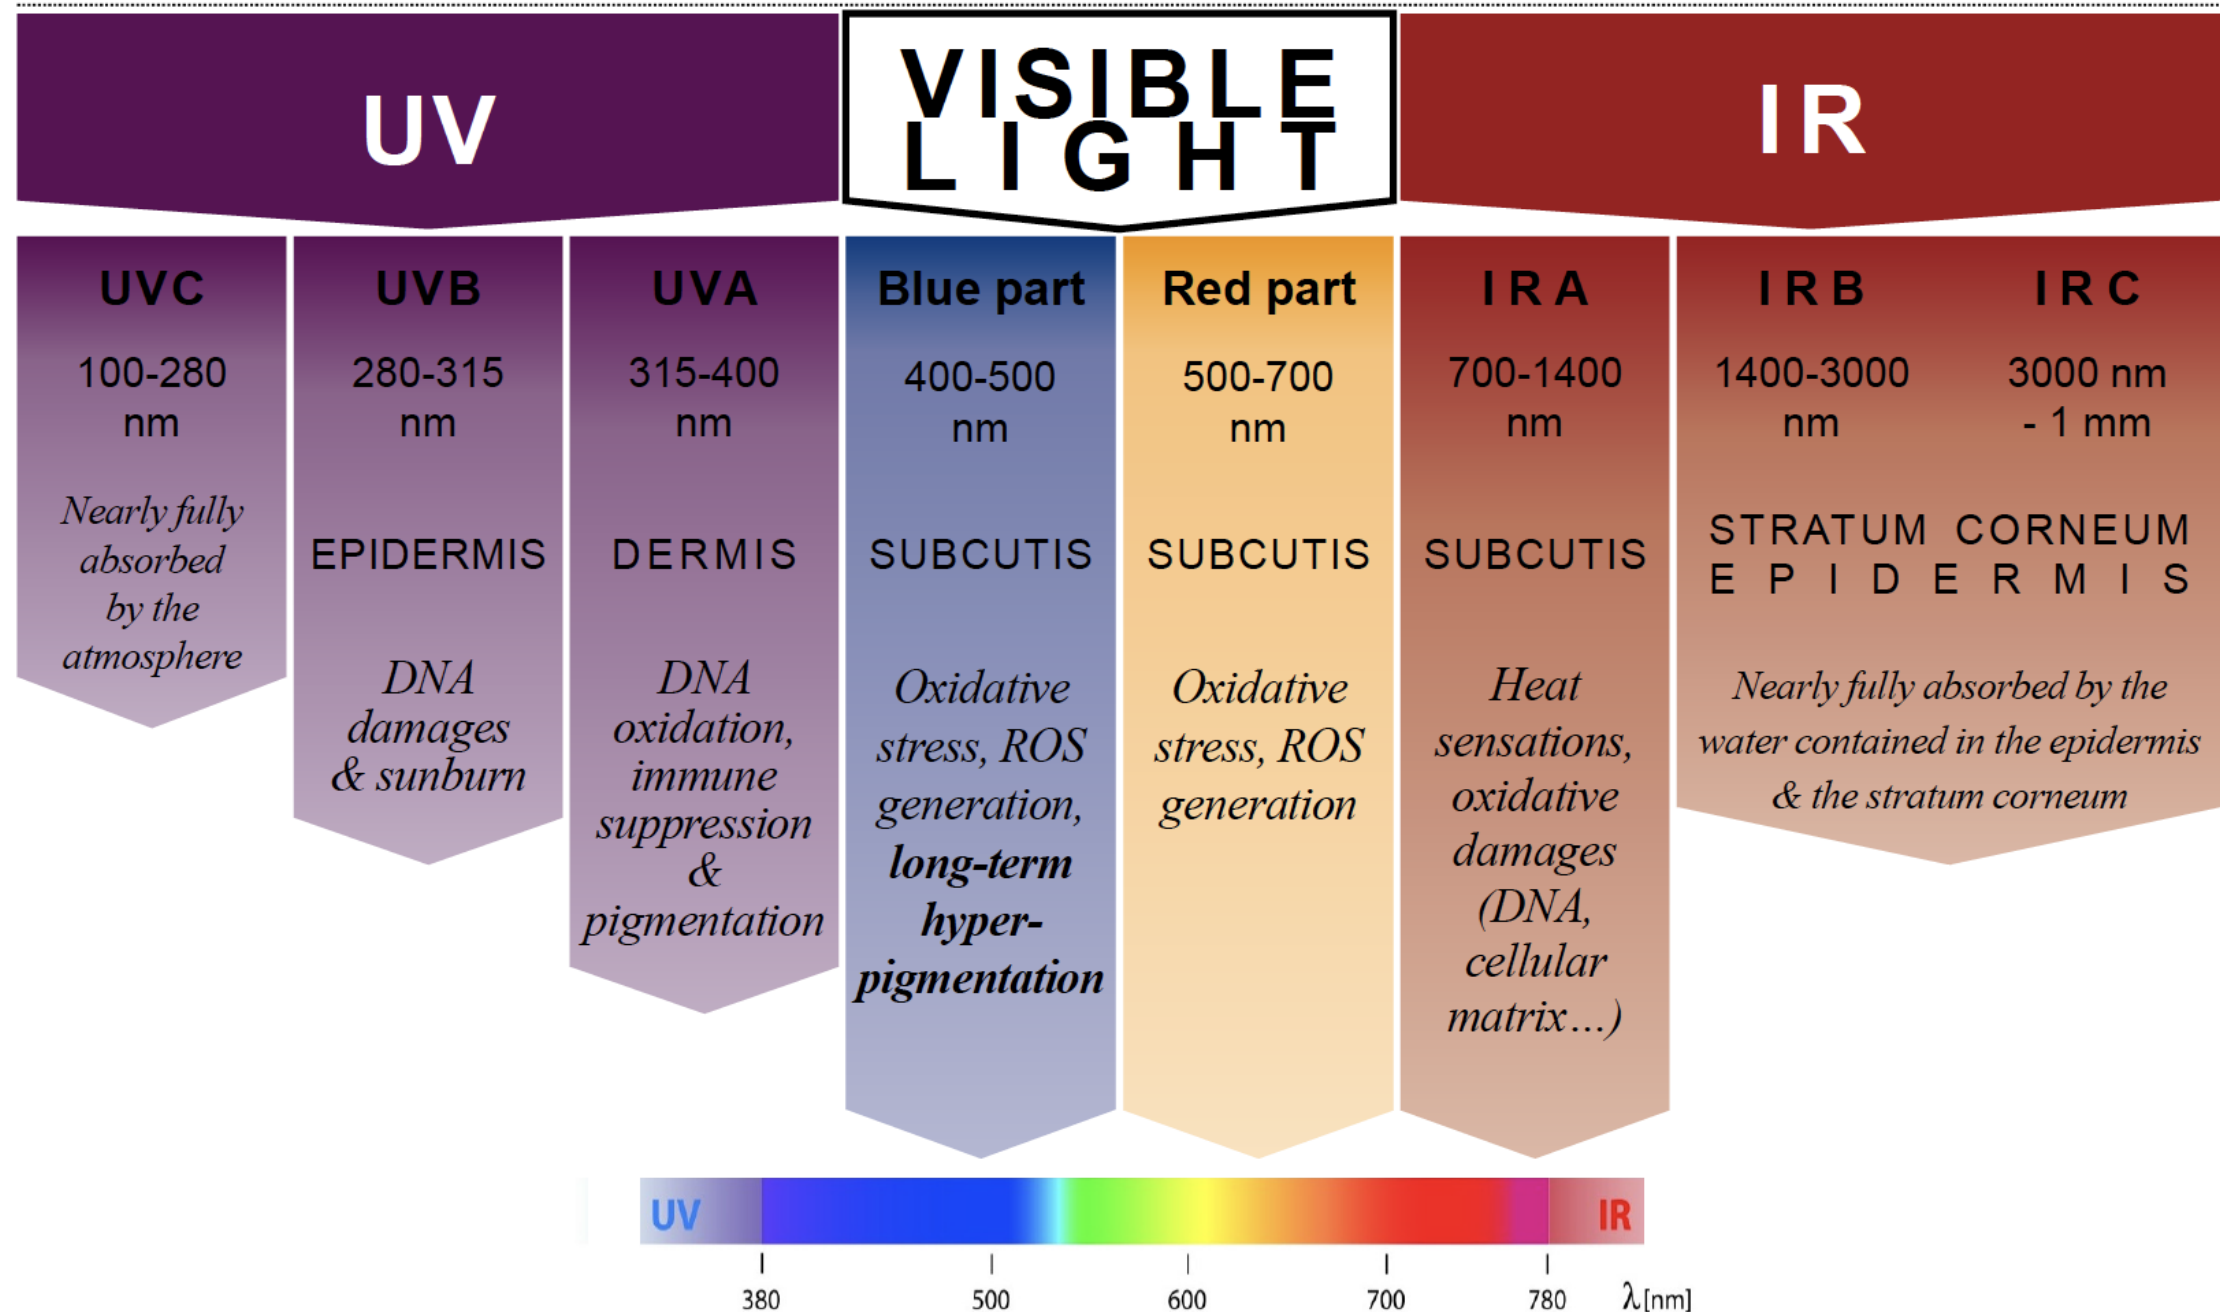 UV
VISIBLE
LIGHT
IR
UVC
100-280
nm
Nearly fully
absorbed
by the
atmosphere
UVB
280-315
nm
EPIDERMIS
DNA
damages
& sunburn
UVA
315-400
nm
DERMIS
DNA
oxidation,
immune
suppression
&
pigmentation
Blue part
400-500
nm
SUBCUTIS
Oxidative
stress, ROS
generation,
long-term
hyper-
pigmentation
Red part
500-700
nm
SUBCUTIS
Oxidative
stress, ROS
generation
IRA
700-1400
nm
SUBCUTIS
Heat
sensations,
oxidative
damages
(DNA,
cellular
matrix...)
IRB
1400-3000
nm
IRC
3000 nm
- 1 mm
STRATUM CORNEUM
EPIDERMIS
Nearly fully absorbed by the
water contained in the epidermis
& the stratum corneum
UV IR
380 500 600 700 780 λ[nm]